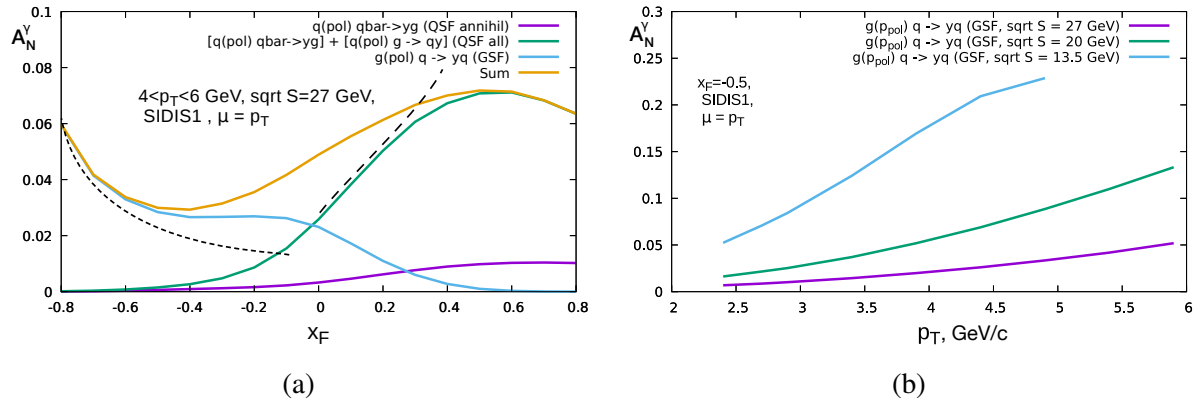 A_N^γ
0.1
0.08
0.06
0.04
0.02
0
q(pol) qbar->γg (QSF annihil)
[q(pol) qbar->γg] + [q(pol) g -> qγ] (QSF all)
g(pol) q -> γq (GSF)
Sum
4<p_T<6 GeV, sqrt S=27 GeV,
SIDIS1 , μ = p_T
-0.8 -0.6 -0.4 -0.2 0 0.2 0.4 0.6 0.8
x_F
(a)
A_N^γ
0.3
0.25
0.2
0.15
0.1
0.05
0
g(p_pol) q -> γq (GSF, sqrt S = 27 GeV)
g(p_pol) q -> γq (GSF, sqrt S = 20 GeV)
g(p_pol) q -> γq (GSF, sqrt S = 13.5 GeV)
x_F=-0.5,
SIDIS1,
μ = p_T
2 2.5 3 3.5 4 4.5 5 5.5 6
p_T, GeV/c
(b)